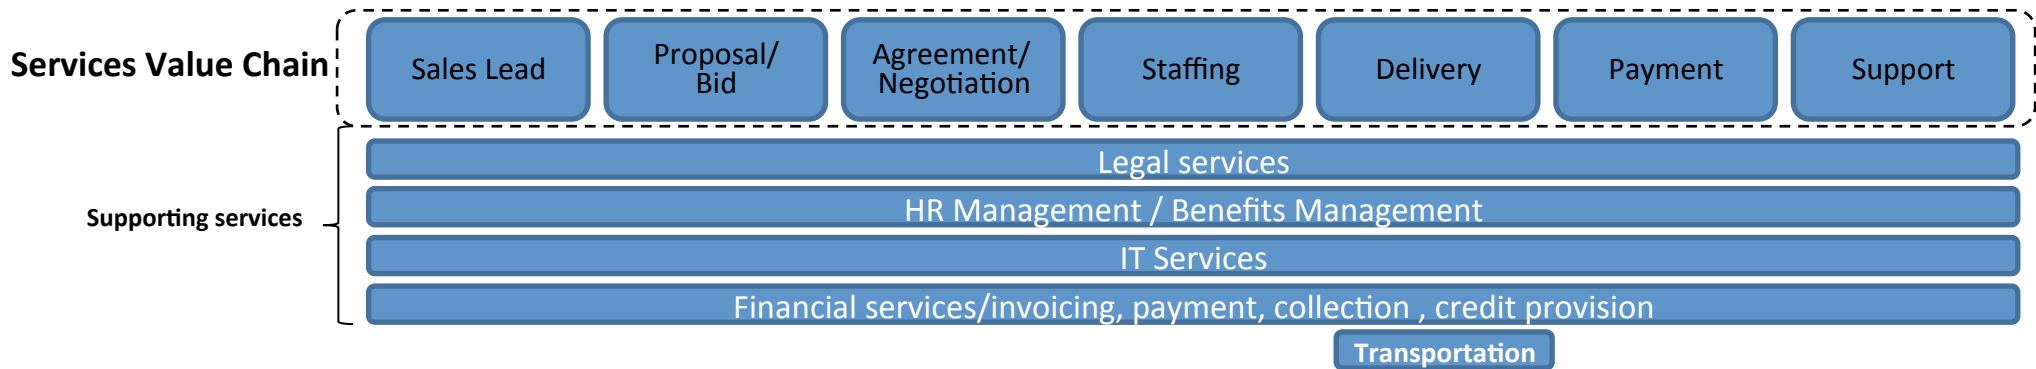 Services Value Chain
Sales Lead
Proposal/
Bid
Agreement/
Negotiation
Staffing
Delivery
Payment
Support
Supporting services
Legal services
HR Management / Benefits Management
IT Services
Financial services/invoicing, payment, collection , credit provision
Transportation